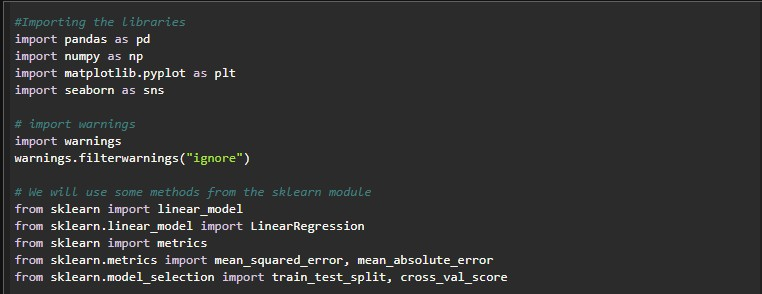 #Importing the libraries
import pandas as pd
import numpy as np
import matplotlib.pyplot as plt
import seaborn as sns
# import warnings
import warnings
warnings.filterwarnings("ignore")
# We will use some methods from the sklearn module
from sklearn import linear_model
from sklearn.linear_model import LinearRegression
from sklearn import metrics
from sklearn.metrics import mean_squared_error, mean_absolute_error
from sklearn.model_selection import train_test_split, cross_val_score